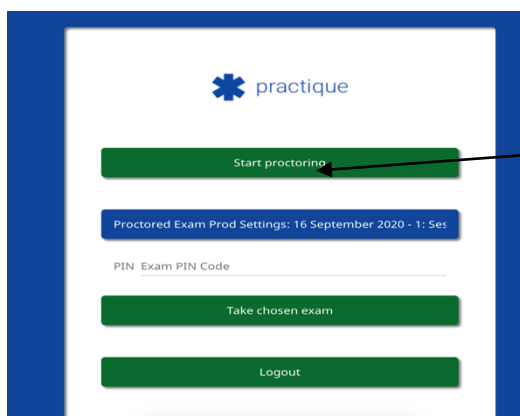 practique
Start proctoring
Proctored Exam Prod Settings: 16 September 2020 - 1: Ses
PIN Exam PIN Code
Take chosen exam
Logout